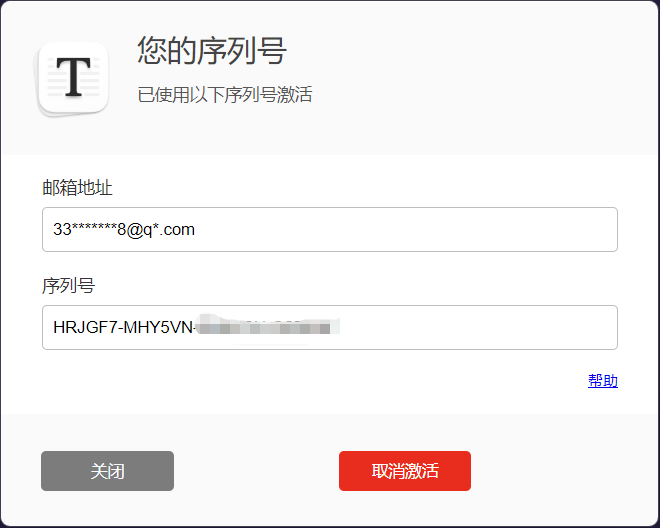 T
您的序列号
已使用以下序列号激活
邮箱地址
33*******8@q*.com
序列号
HRJGF7-MHY5VN-
帮助
关闭
取消激活